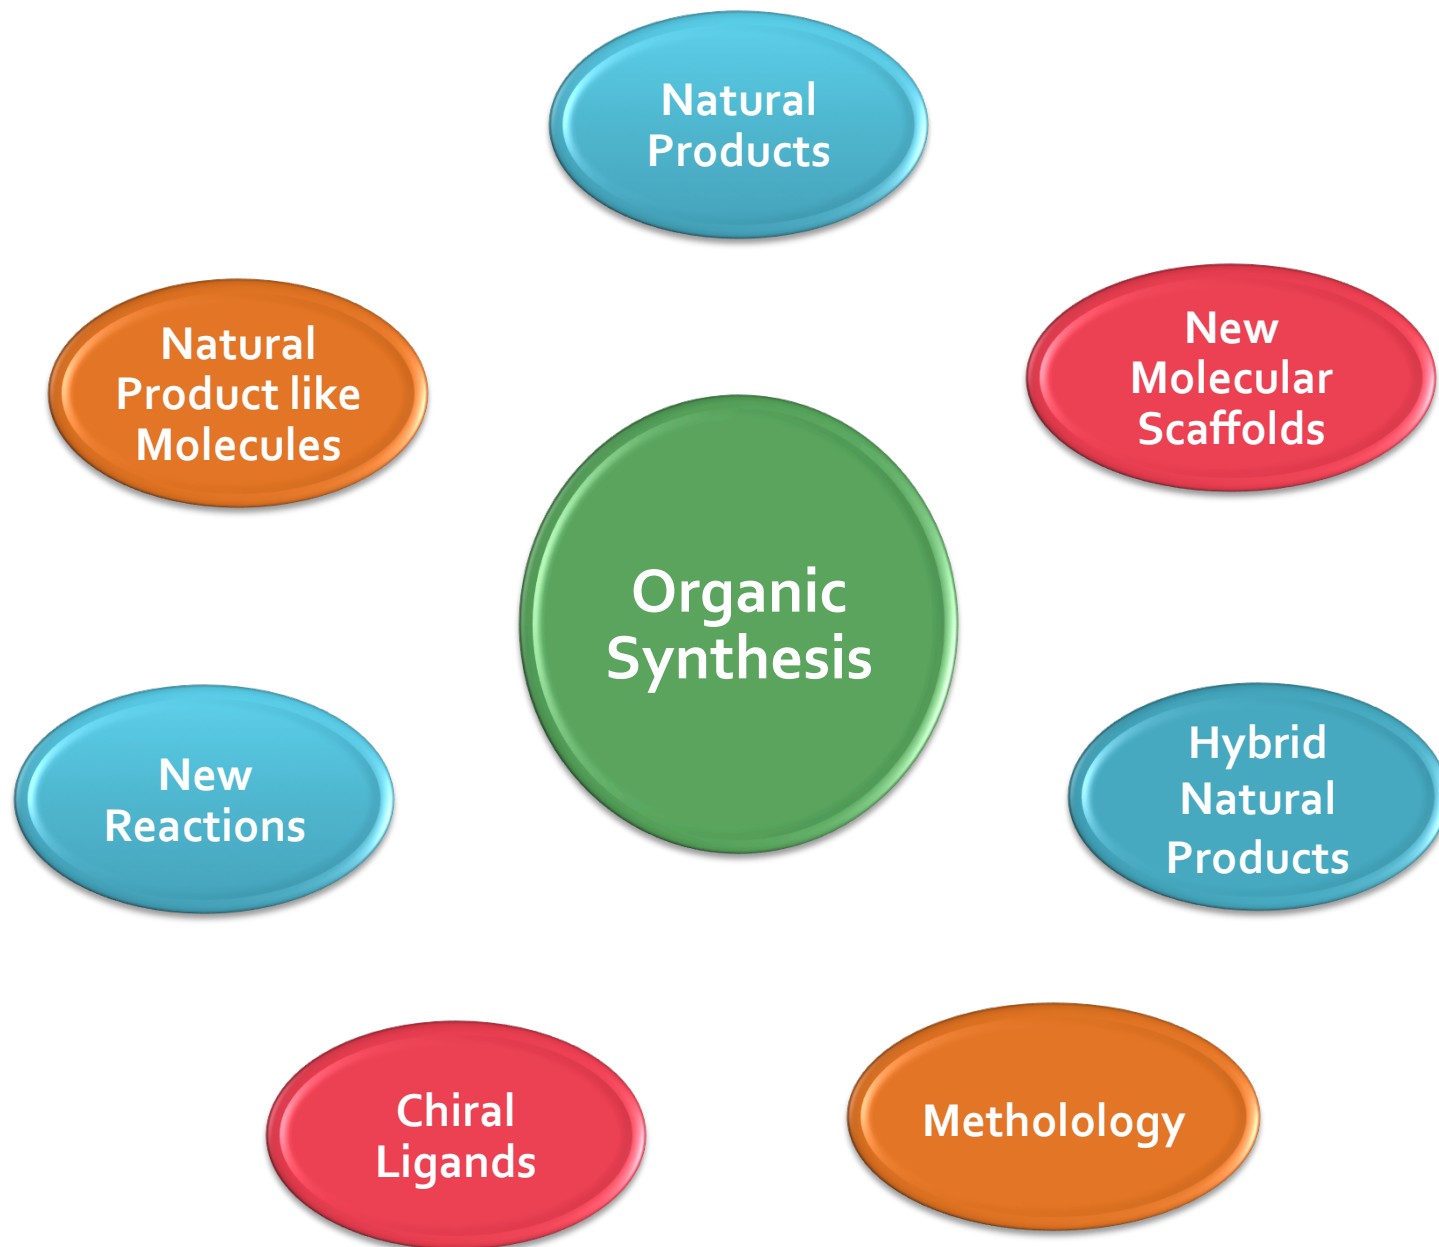 Natural
Products
New
Molecular
Scaffolds
Natural
Product like
Molecules
Organic
Synthesis
Hybrid
Natural
Products
New
Reactions
Chiral
Ligands
Metholology